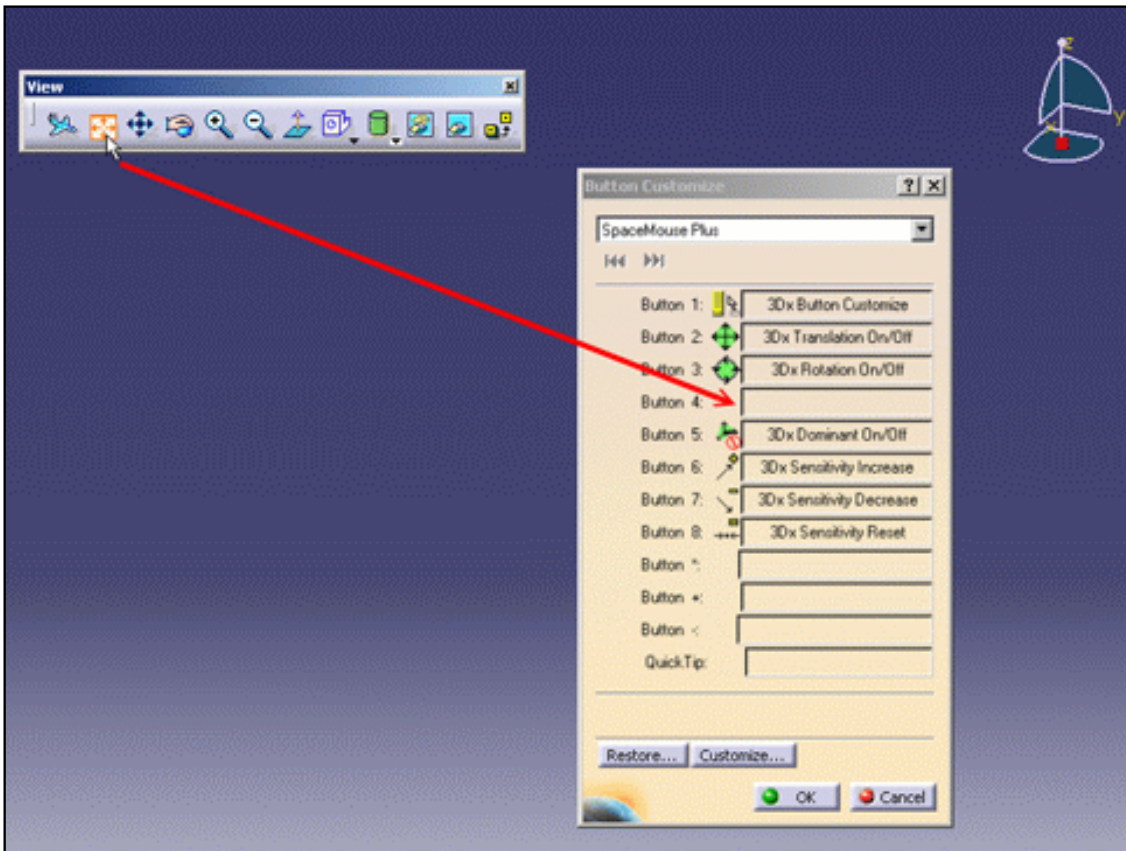 View
z
y
x
Button Customize
SpaceMouse Plus
Button 1: 3Dx Button Customize
Button 2: 3Dx Translation On/Off
Button 3: 3Dx Rotation On/Off
Button 4:
Button 5: 3Dx Dominant On/Off
Button 6: 3Dx Sensitivity Increase
Button 7: 3Dx Sensitivity Decrease
Button 8: 3Dx Sensitivity Reset
Button *:
Button +:
Button <:
QuickTip:
Restore... Customize...
OK Cancel